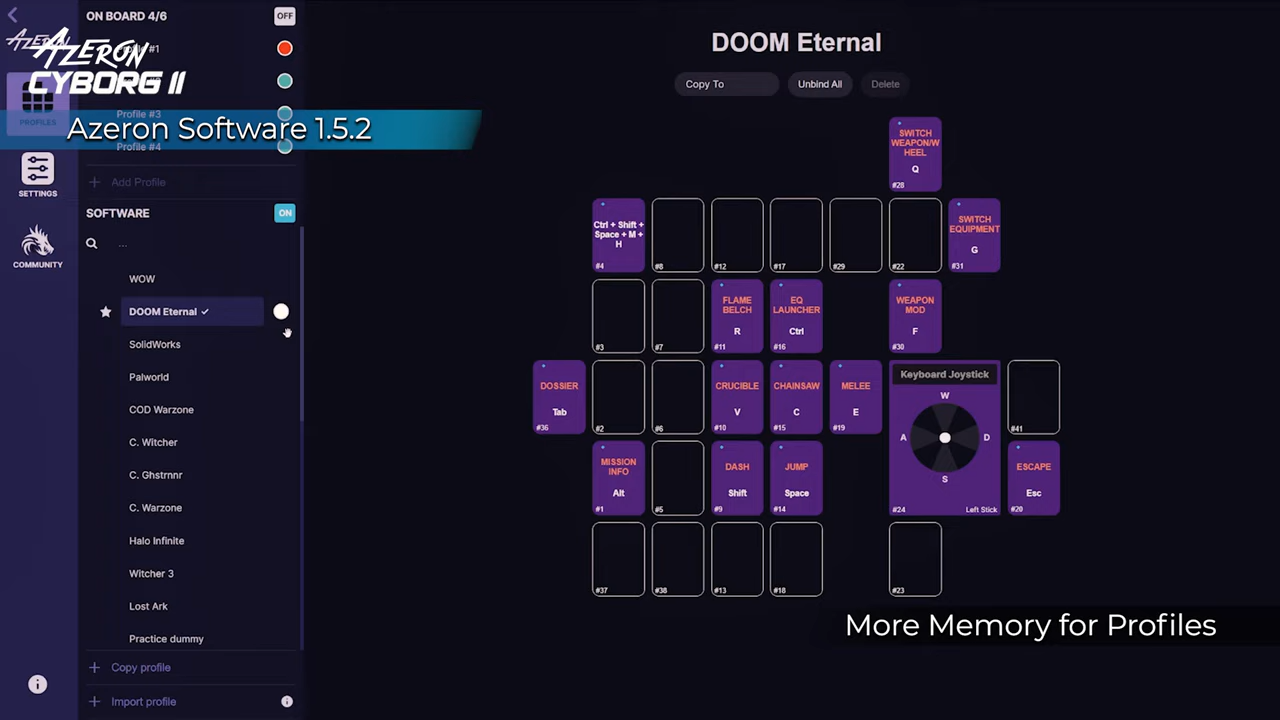 ON BOARD 4/6
OFF
AZERON
CYBORG II
Profile #1
Azeron Software 1.5.2
Profile #3
Profile #4
PROFILES
SETTINGS
COMMUNITY
+ Add Profile
SOFTWARE
ON
...
WOW
DOOM Eternal
SolidWorks
Palworld
COD Warzone
C. Witcher
C. Ghstrnnr
C. Warzone
Halo Infinite
Witcher 3
Lost Ark
Practice dummy
+ Copy profile
+ Import profile
DOOM Eternal
Copy To
Unbind All
Delete
SWITCH
WEAPON/W
HEEL
Q
#28
Ctrl + Shift +
Space + M +
H
#4
#8
#12
#17
#29
#22
SWITCH
EQUIPMENT
G
#31
#3
#7
FLAME
BELCH
R
#11
EQ
LAUNCHER
Ctrl
#16
WEAPON
MOD
F
#30
DOSSIER
Tab
#36
#2
#6
CRUCIBLE
V
#10
CHAINSAW
C
#15
MELEE
E
#19
Keyboard Joystick
W
A
D
S
#24
Left Stick
#41
MISSION
INFO
Alt
#1
#5
DASH
Shift
#9
JUMP
Space
#14
ESCAPE
Esc
#20
#37
#38
#13
#18
#23
More Memory for Profiles